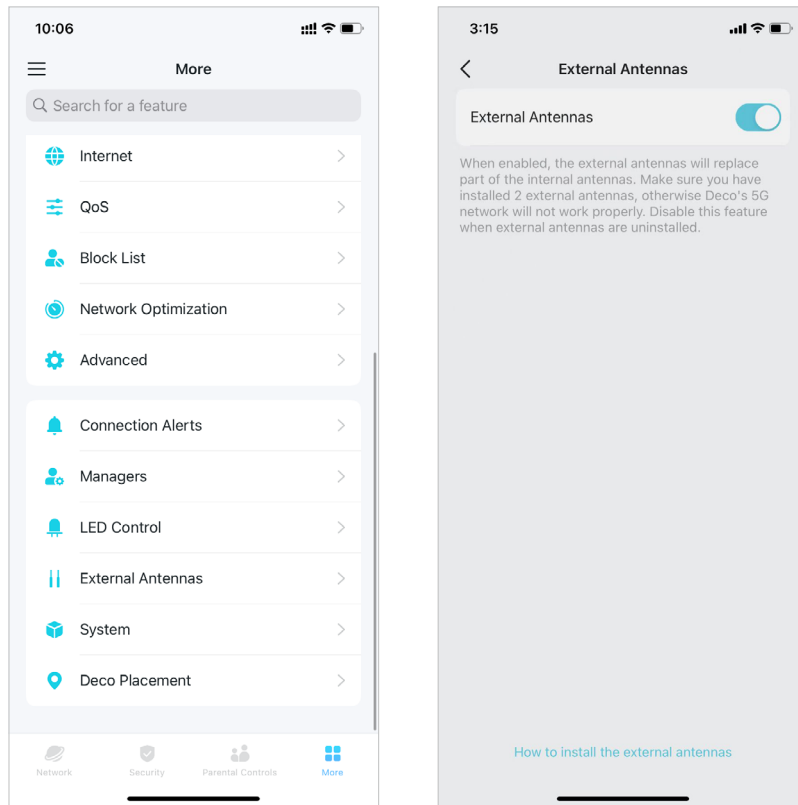 10:06
More
Search for a feature
Internet
QoS
Block List
Network Optimization
Advanced
Connection Alerts
Managers
LED Control
External Antennas
System
Deco Placement
Network
Security
Parental Controls
More
3:15
External Antennas
External Antennas
When enabled, the external antennas will replace
part of the internal antennas. Make sure you have
installed 2 external antennas, otherwise Deco's 5G
network will not work properly. Disable this feature
when external antennas are uninstalled.
How to install the external antennas